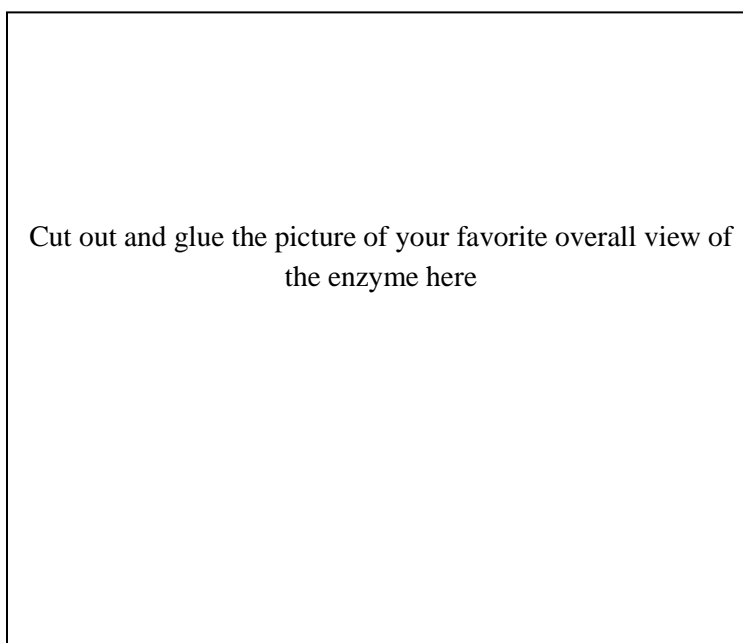 Cut out and glue the picture of your favorite overall view of
the enzyme here